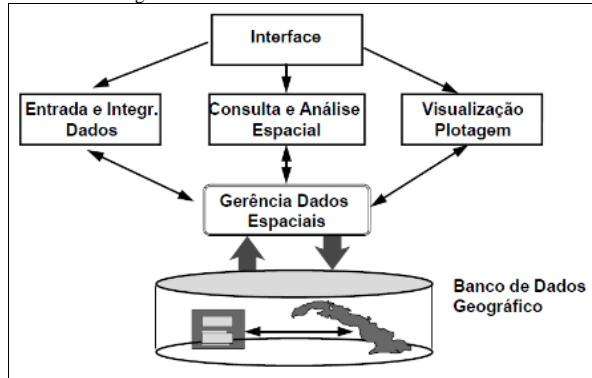 Interface
Entrada e Integr.
Dados
Consulta e Análise
Espacial
Visualização
Plotagem
Gerência Dados
Espaciais
Banco de Dados
Geográfico